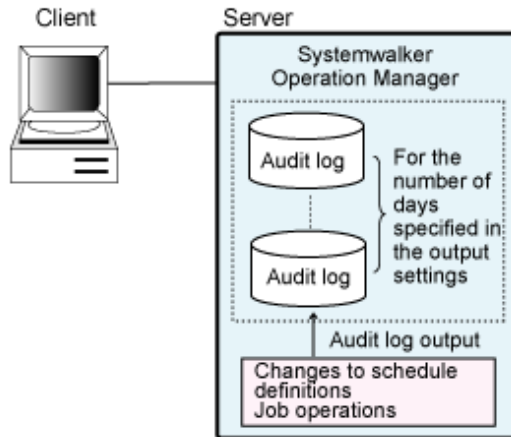 Client
Server
Systemwalker
Operation Manager
Audit log
Audit log
For the
number of
days
specified in
the output
settings
Audit log output
Changes to schedule
definitions
Job operations